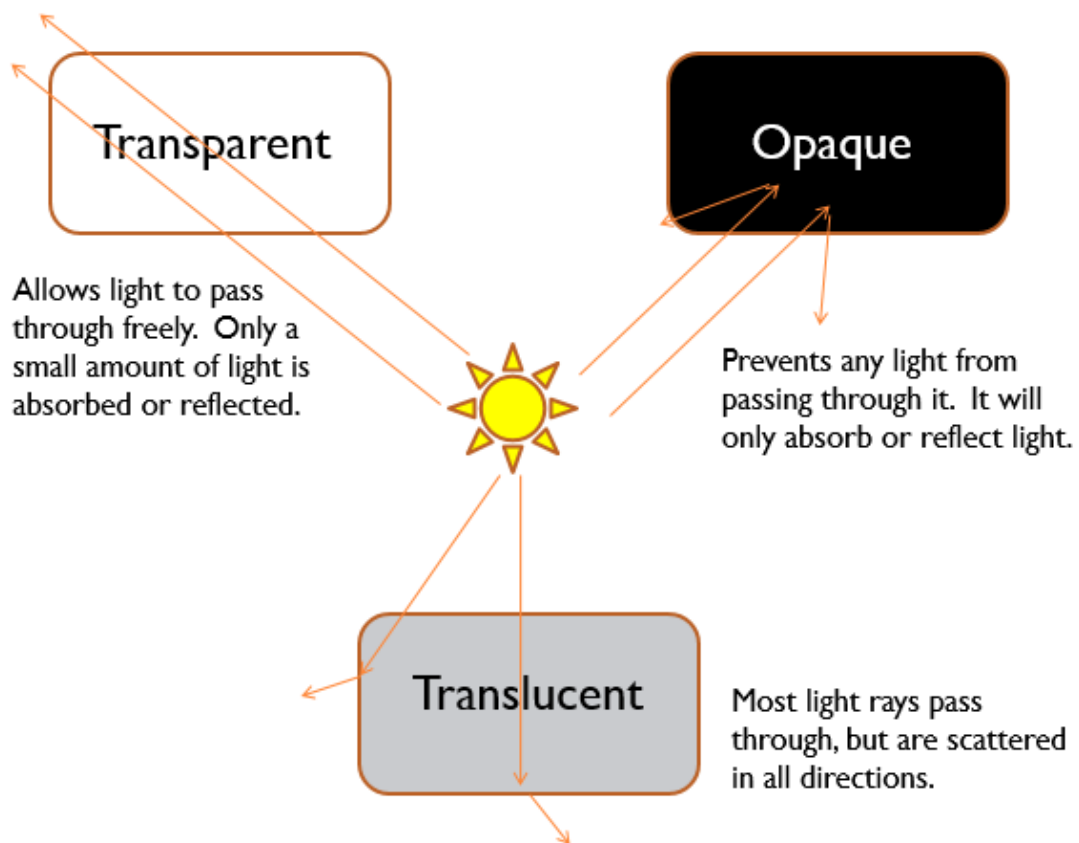 Transparent
Allows light to pass
through freely.  Only a
small amount of light is
absorbed or reflected.
Opaque
Prevents any light from
passing through it.  It will
only absorb or reflect light.
Translucent
Most light rays pass
through, but are scattered
in all directions.